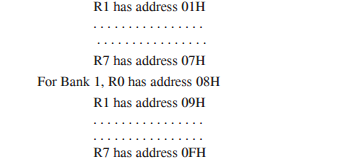 R1 has address 01H
. . . . . . . . . . . . . . . .
. . . . . . . . . . . . . . . .
R7 has address 07H
For Bank 1, R0 has address 08H
R1 has address 09H
. . . . . . . . . . . . . . . .
. . . . . . . . . . . . . . . .
R7 has address 0FH